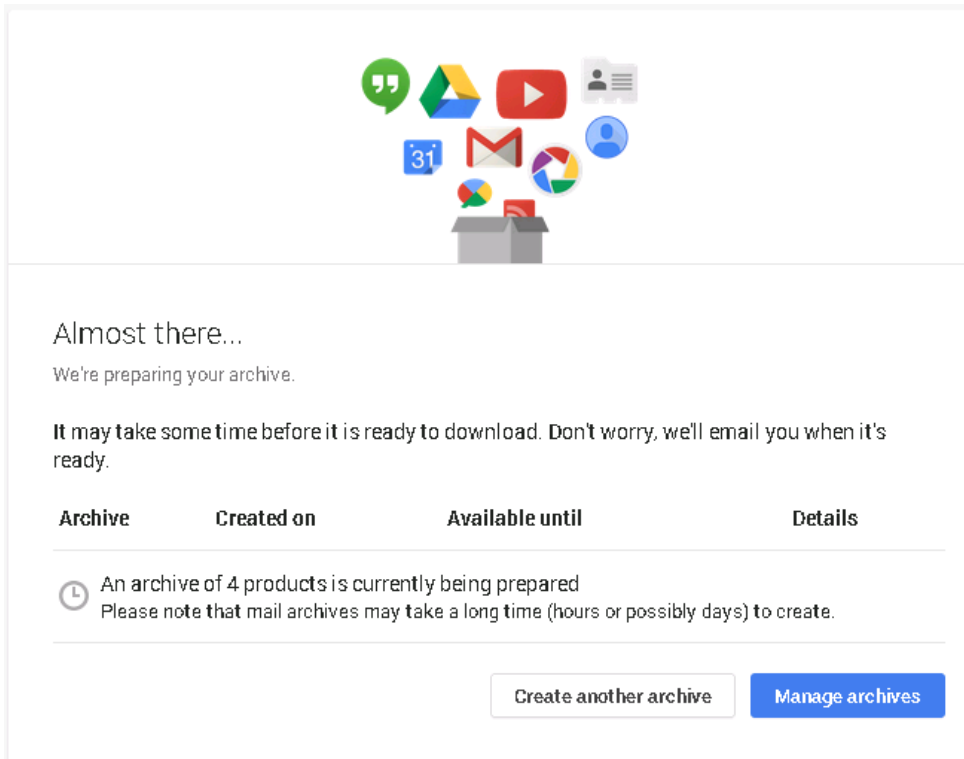 31
Almost there...
We're preparing your archive.
It may take some time before it is ready to download. Don't worry, we'll email you when it's
ready.
Archive Created on Available until Details
An archive of 4 products is currently being prepared
Please note that mail archives may take a long time (hours or possibly days) to create.
Create another archive Manage archives